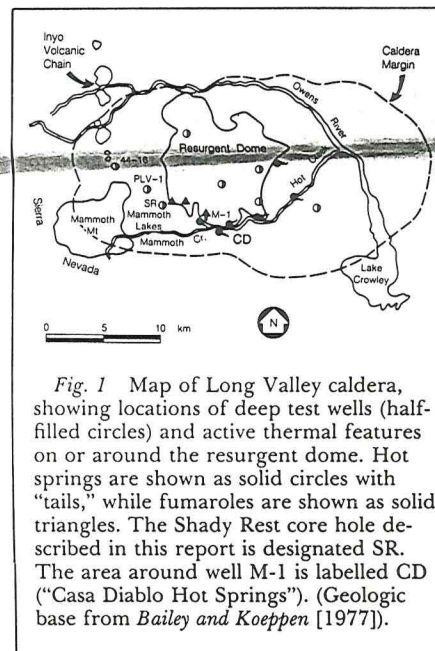 Inyo
Volcanic
Chain
Caldera
Margin
Owens
River
Resurgent Dome
44-16
PLV-1
Hot
SR
Mammoth
Lakes
M-1
Mammoth
Mt
Sierra
Nevada
Mammoth
Cr.
CD
Lake
Crowley
0 5 10 km
N
Fig. 1 Map of Long Valley caldera,
showing locations of deep test wells (half-
filled circles) and active thermal features
on or around the resurgent dome. Hot
springs are shown as solid circles with
"tails," while fumaroles are shown as solid
triangles. The Shady Rest core hole de-
scribed in this report is designated SR.
The area around well M-1 is labelled CD
("Casa Diablo Hot Springs"). (Geologic
base from Bailey and Koeppen [1977]).